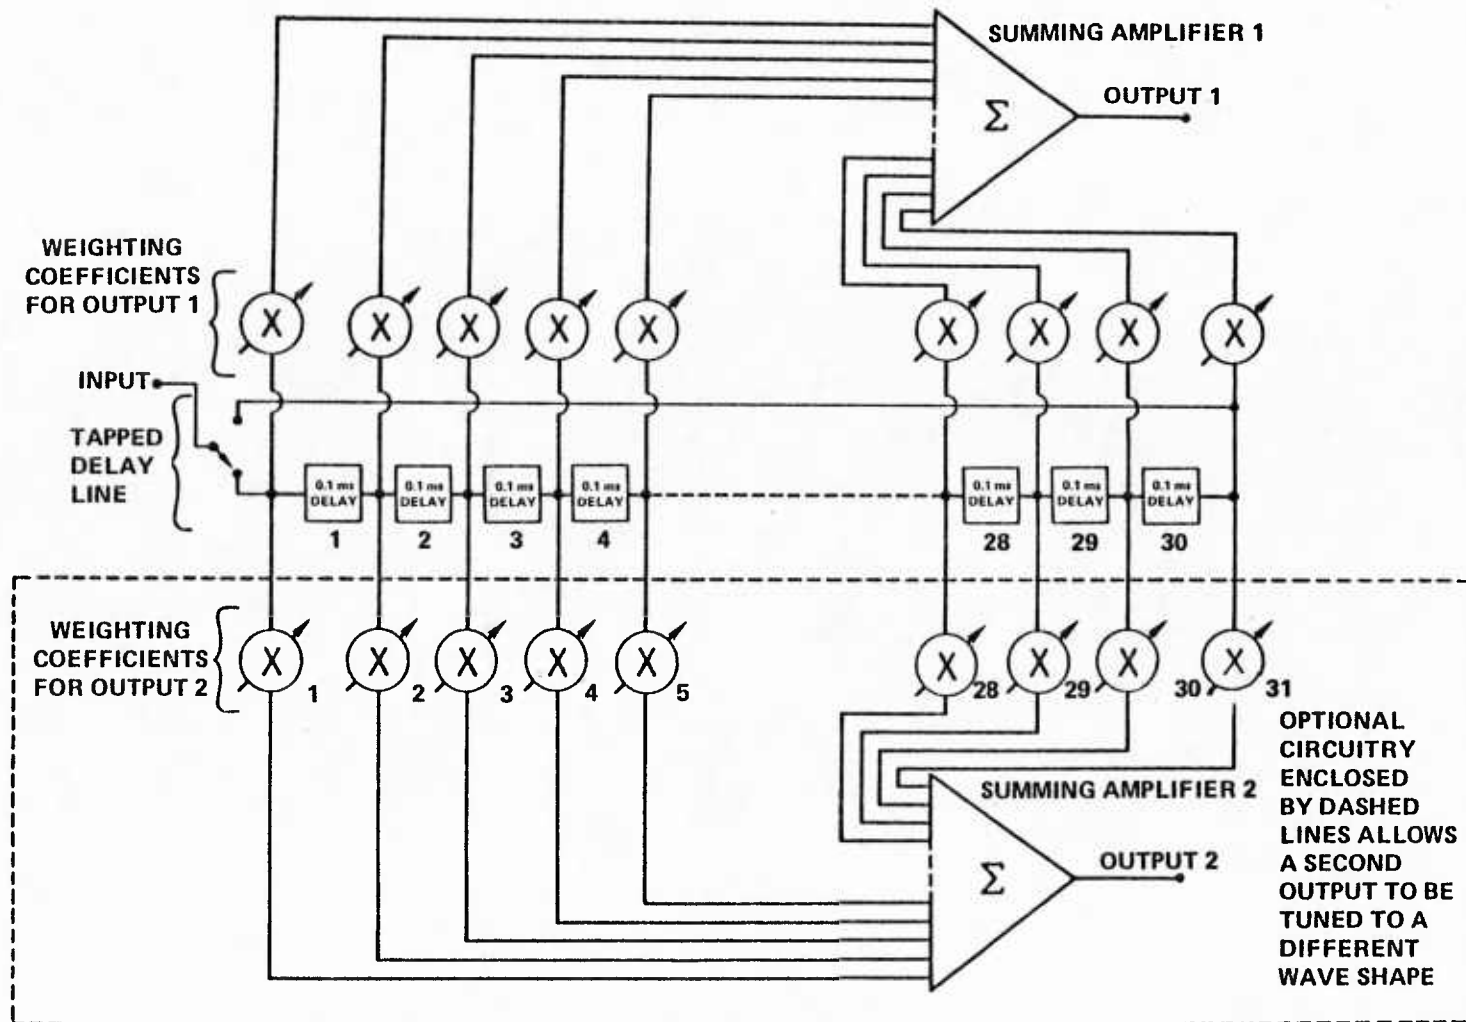 SUMMING AMPLIFIER 1
OUTPUT 1
Σ
WEIGHTING
COEFFICIENTS
FOR OUTPUT 1
X X X X X X X X X
INPUT
TAPPED
DELAY
LINE
0.1 ms
DELAY
0.1 ms
DELAY
0.1 ms
DELAY
0.1 ms
DELAY
0.1 ms
DELAY
0.1 ms
DELAY
0.1 ms
DELAY
1 2 3 4 28 29 30
WEIGHTING
COEFFICIENTS
FOR OUTPUT 2
X X X X X X X X X
1 2 3 4 5 28 29 30 31
SUMMING AMPLIFIER 2
OUTPUT 2
Σ
OPTIONAL
CIRCUITRY
ENCLOSED
BY DASHED
LINES ALLOWS
A SECOND
OUTPUT TO BE
TUNED TO A
DIFFERENT
WAVE SHAPE